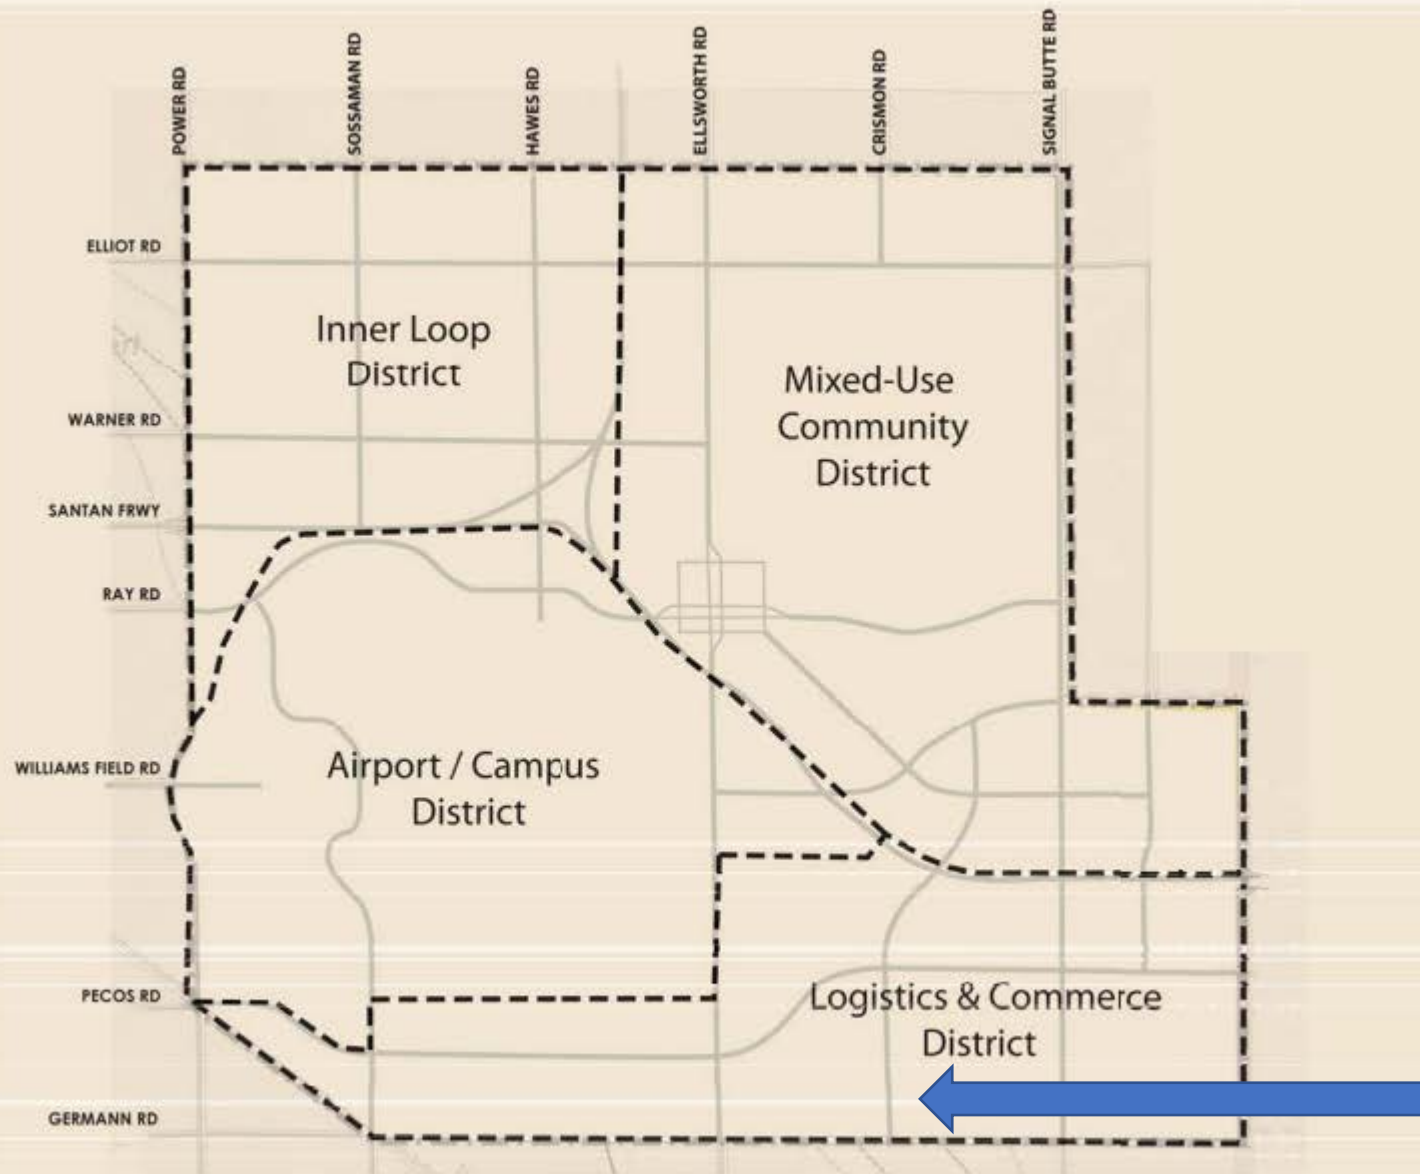 POWER RD
SOSSAMAN RD
HAWES RD
ELLSWORTH RD
CRISMON RD
SIGNAL BUTTE RD
ELLIOT RD
Inner Loop
District
Mixed-Use
Community
District
WARNER RD
SANTAN FRWY
RAY RD
WILLIAMS FIELD RD
Airport / Campus
District
PECOS RD
Logistics & Commerce
District
GERMANN RD